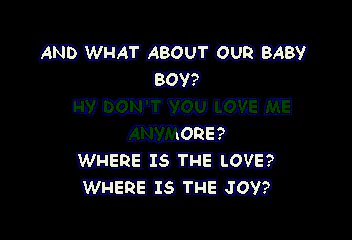 AND WHAT ABOUT OUR BABY
BOY?
HY DON'T YOU LOVE ME
ANYMORE?
WHERE IS THE LOVE?
WHERE IS THE JOY?